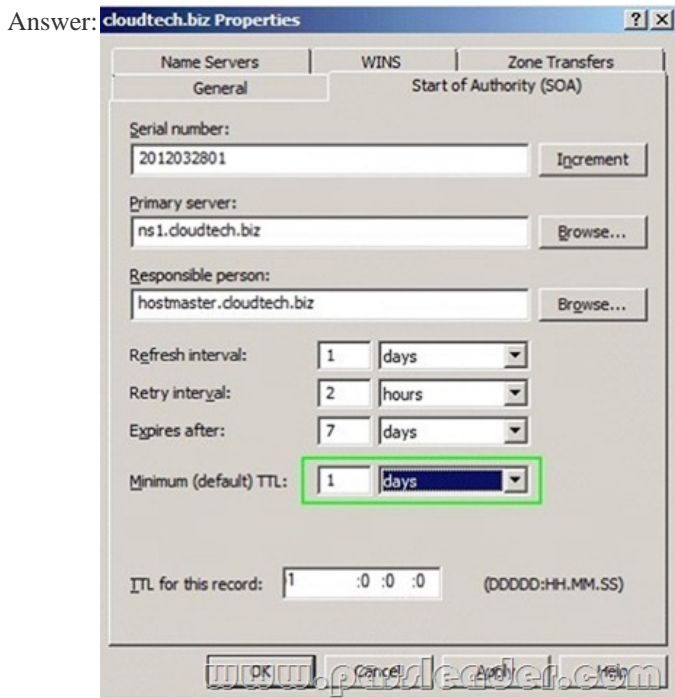 Answer:
cloudtech.biz Properties ? ×
Name Servers WINS Zone Transfers
General Start of Authority (SOA)
Serial number:
2012032801 Increment
Primary server:
ns1.cloudtech.biz Browse...
Responsible person:
hostmaster.cloudtech.biz Browse...
Refresh interval: 1 days
Retry interval: 2 hours
Expires after: 7 days
Minimum (default) TTL: 1 days
TTL for this record: 1 :0 :0 :0 (DDDDD:HH.MM.SS)
OK Cancel Apply Help
www.passleader.com